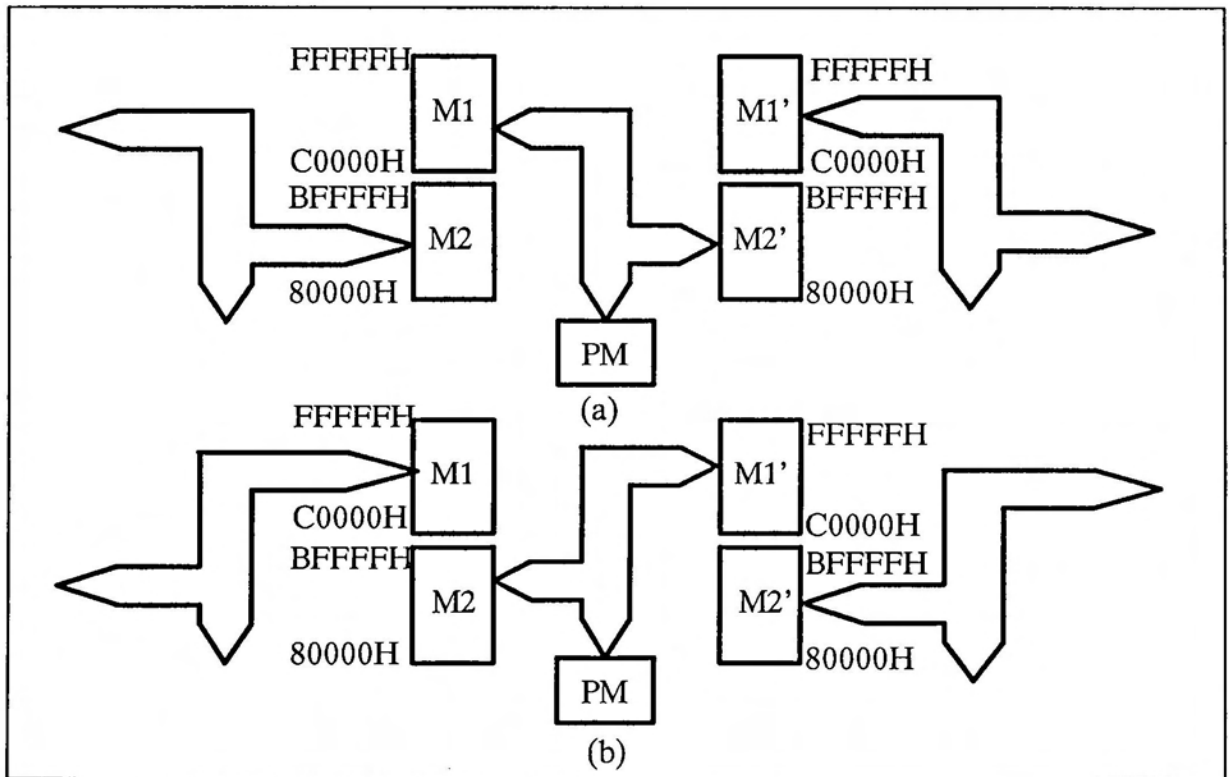 FFFFFH
M1
C0000H
BFFFFH
M2
80000H
M1’
FFFFFH
C0000H
BFFFFH
M2’
80000H
PM
(a)
FFFFFH
M1
C0000H
BFFFFH
M2
80000H
M1’
FFFFFH
C0000H
BFFFFH
M2’
80000H
PM
(b)